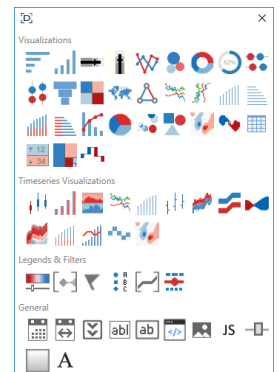 Visualizations
62%
↑ 12
↓ 34
Timeseries Visualizations
Legends & Filters
A
B
C
General
abl
ab
</>
JS
A